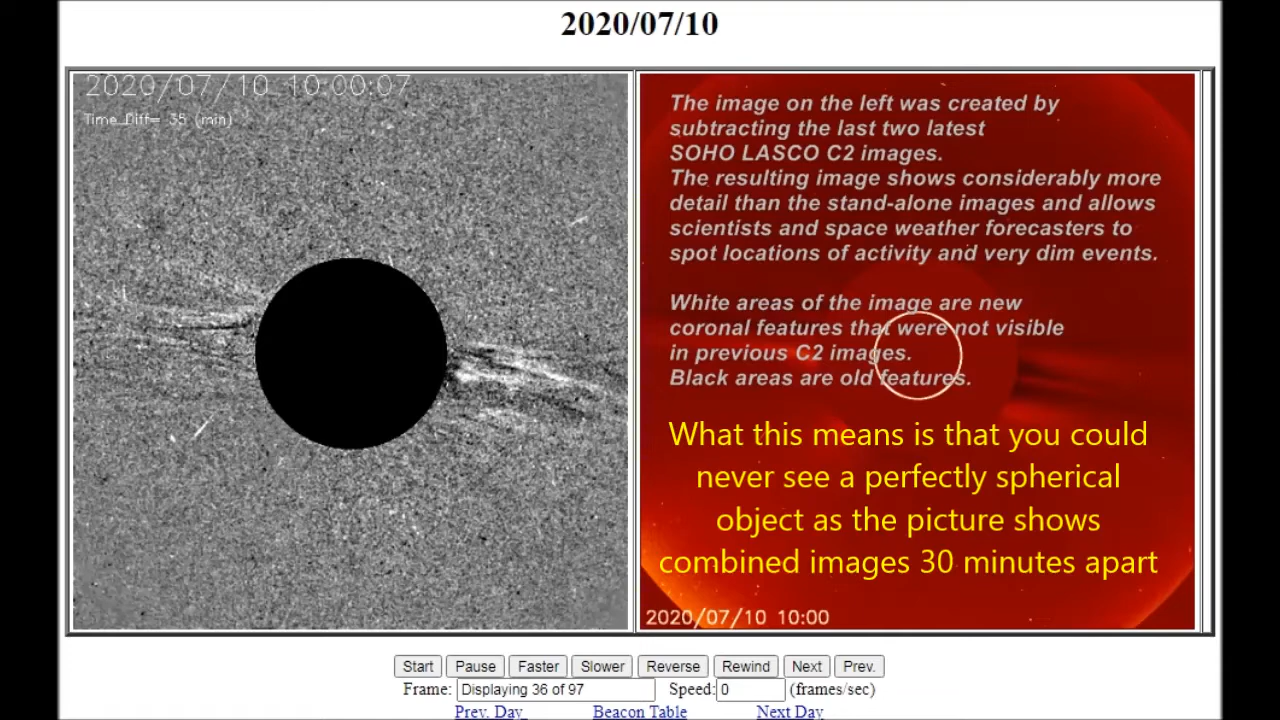 2020/07/10
2020/07/10 10:00:07
Time_Diff= 35 (min)
The image on the left was created by
subtracting the last two latest
SOHO LASCO C2 images.
The resulting image shows considerably more
detail than the stand-alone images and allows
scientists and space weather forecasters to
spot locations of activity and very dim events.
White areas of the image are new
coronal features that were not visible
in previous C2 images.
Black areas are old features.
What this means is that you could
never see a perfectly spherical
object as the picture shows
combined images 30 minutes apart
2020/07/10 10:00
Start Pause Faster Slower Reverse Rewind Next Prev.
Frame: Displaying 36 of 97 Speed: 0 (frames/sec)
Prev. Day Beacon Table Next Day